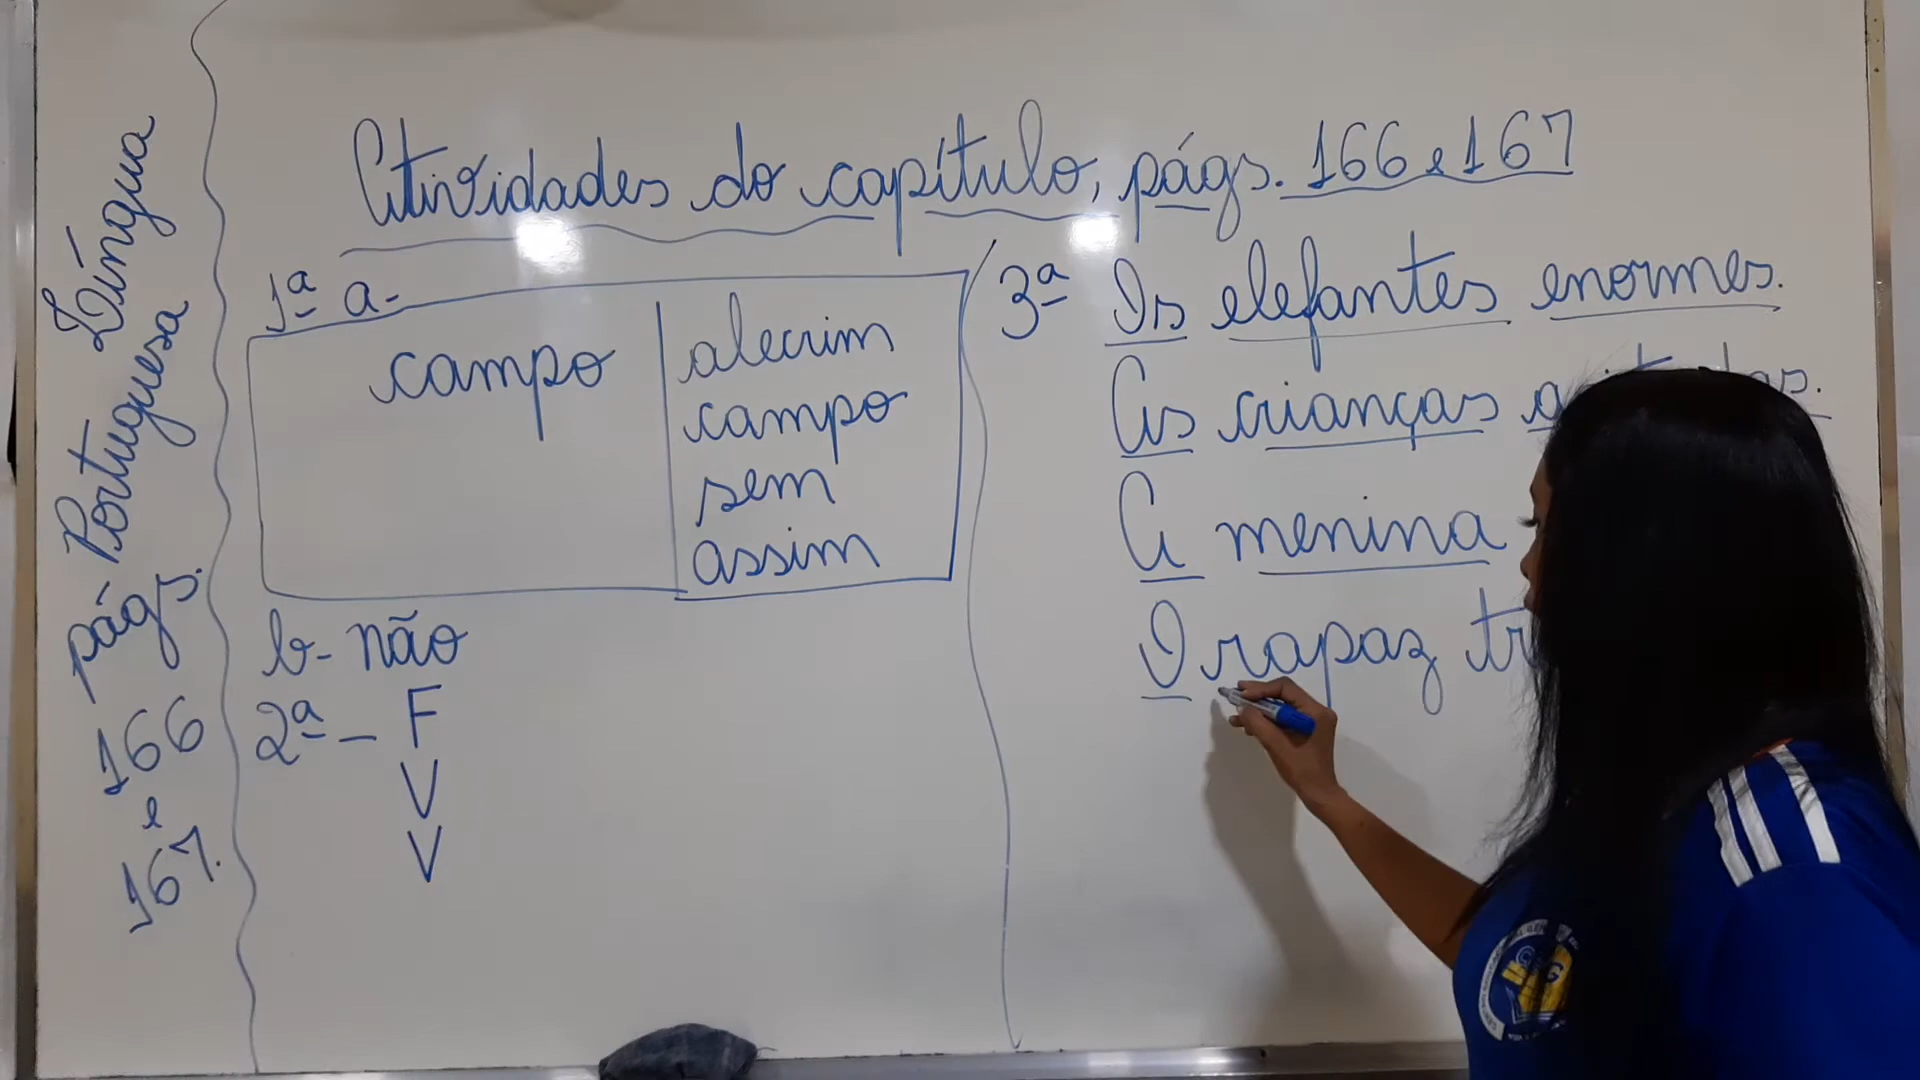 Língua
Portuguesa
págs.
166
e
167.
Atividades do capítulo, págs. 166 e 167
1ª a-
campo
alecrim
campo
sem
assim
b- não
2ª - F
V
V
3ª Os elefantes enormes.
As crianças
A menina
O rapaz